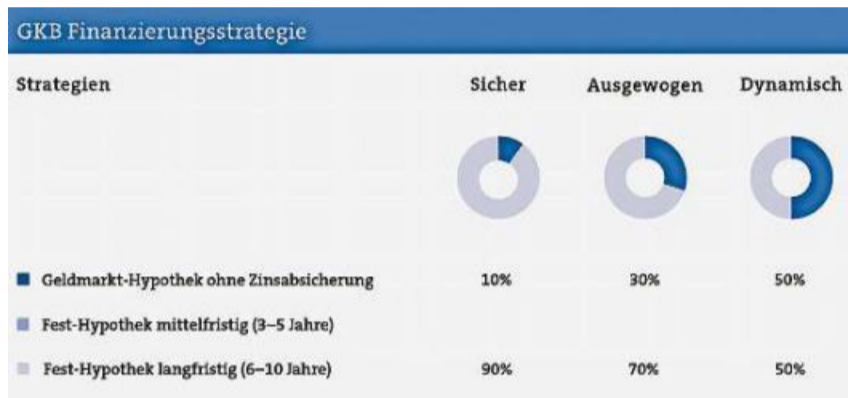 GKB Finanzierungsstrategie
Strategien Sicher Ausgewogen Dynamisch
Geldmarkt-Hypothek ohne Zinsabsicherung 10% 30% 50%
Fest-Hypothek mittelfristig (3–5 Jahre)
Fest-Hypothek langfristig (6–10 Jahre) 90% 70% 50%